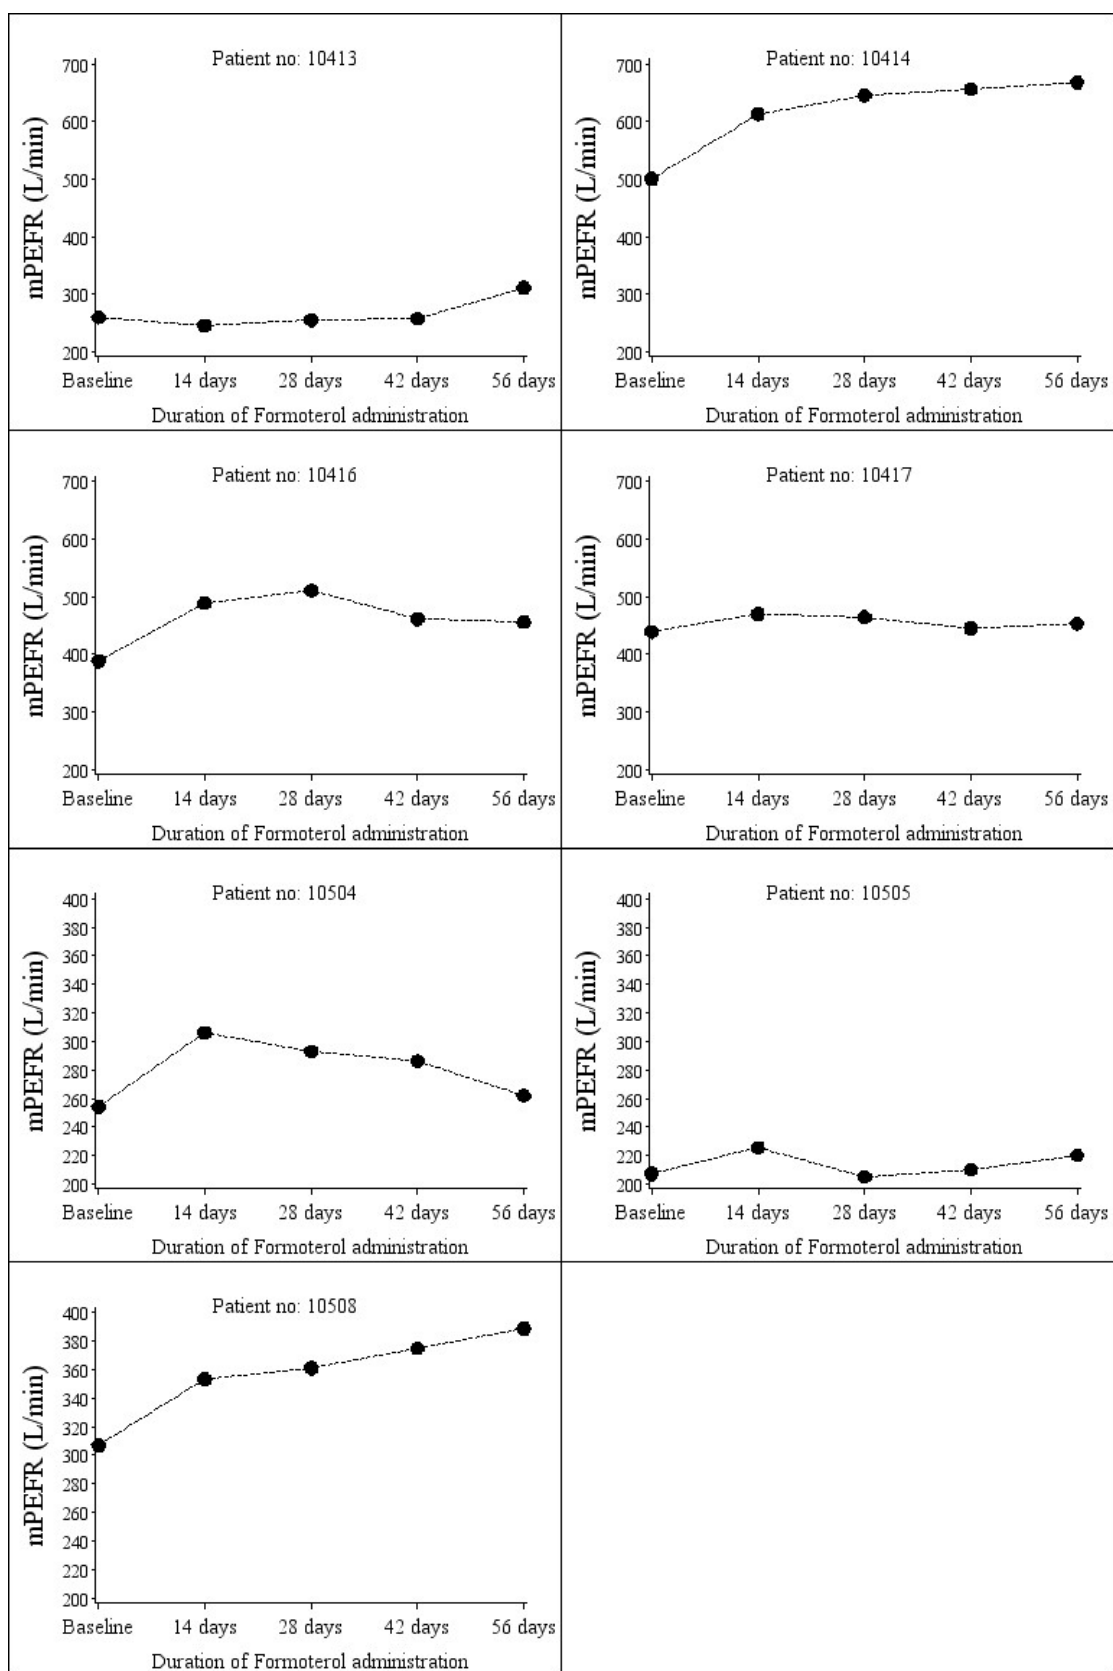 Patient no: 10413
mPEFR (L/min)
700
600
500
400
300
200
Baseline 14 days 28 days 42 days 56 days
Duration of Formoterol administration
Patient no: 10414
mPEFR (L/min)
700
600
500
400
300
200
Baseline 14 days 28 days 42 days 56 days
Duration of Formoterol administration
Patient no: 10416
mPEFR (L/min)
700
600
500
400
300
200
Baseline 14 days 28 days 42 days 56 days
Duration of Formoterol administration
Patient no: 10417
mPEFR (L/min)
700
600
500
400
300
200
Baseline 14 days 28 days 42 days 56 days
Duration of Formoterol administration
Patient no: 10504
mPEFR (L/min)
400
380
360
340
320
300
280
260
240
220
200
Baseline 14 days 28 days 42 days 56 days
Duration of Formoterol administration
Patient no: 10505
mPEFR (L/min)
400
380
360
340
320
300
280
260
240
220
200
Baseline 14 days 28 days 42 days 56 days
Duration of Formoterol administration
Patient no: 10508
mPEFR (L/min)
400
380
360
340
320
300
280
260
240
220
200
Baseline 14 days 28 days 42 days 56 days
Duration of Formoterol administration